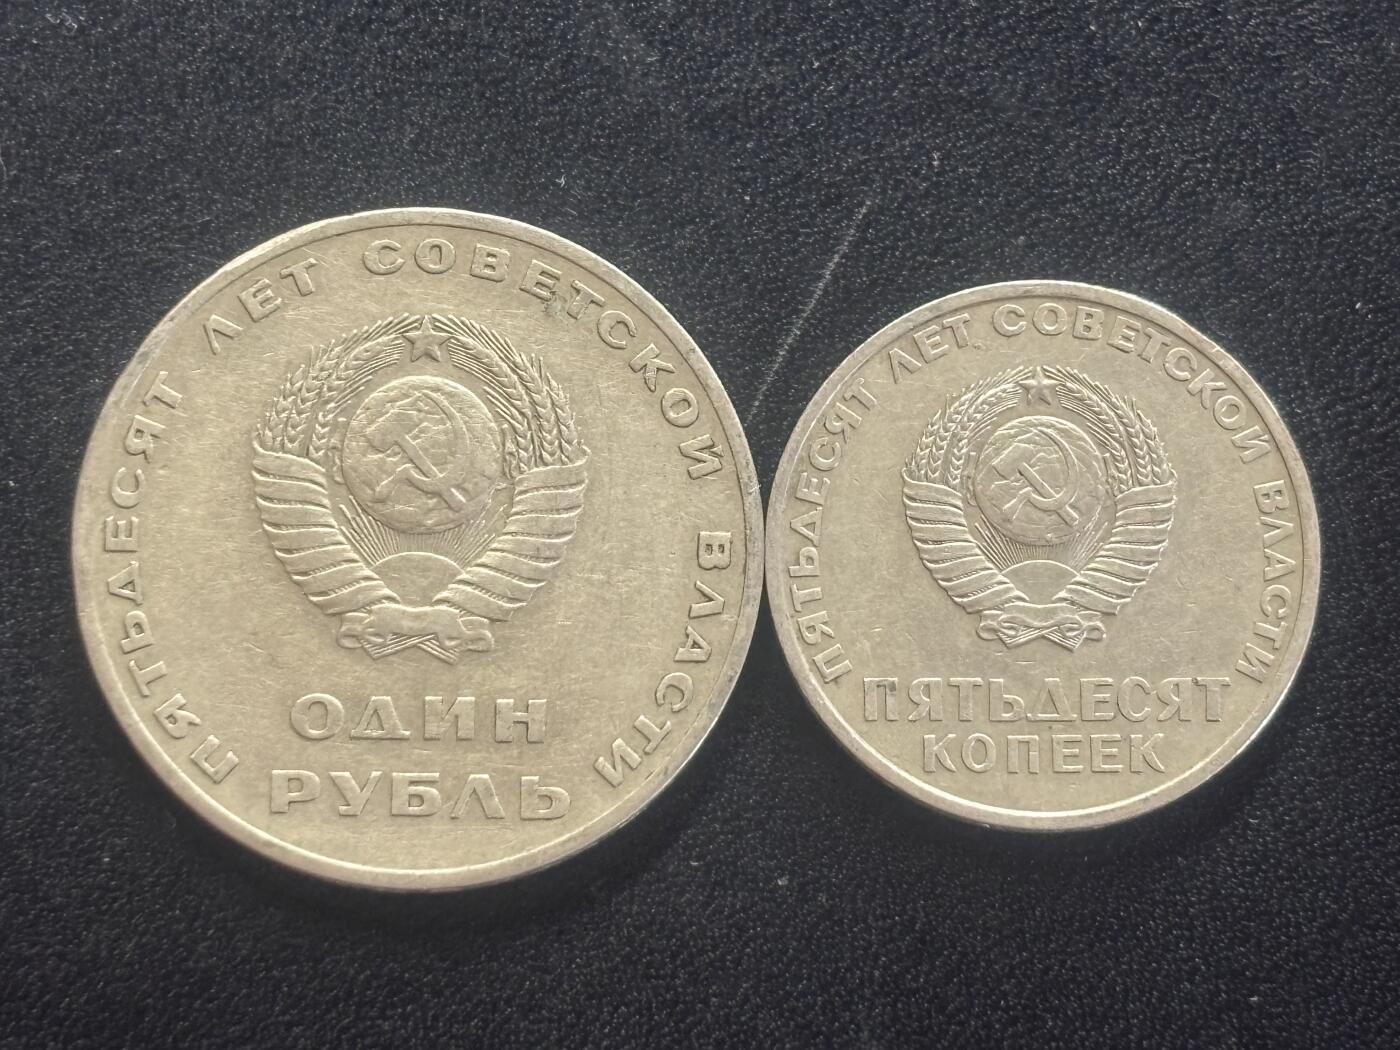 ПЯТЬДЕСЯТ ЛЕТ СОВЕТСКОЙ ВЛАСТИ
ОДИН
РУБЛЬ
ПЯТЬДЕСЯТ ЛЕТ СОВЕТСКОЙ ВЛАСТИ
ПЯТЬДЕСЯТ
КОПЕЕК